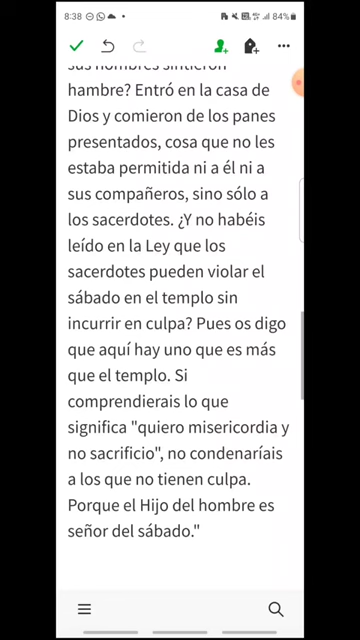 8:38
84%
sus hombres sintieron
hambre? Entró en la casa de
Dios y comieron de los panes
presentados, cosa que no les
estaba permitida ni a él ni a
sus compañeros, sino sólo a
los sacerdotes. ¿Y no habéis
leído en la Ley que los
sacerdotes pueden violar el
sábado en el templo sin
incurrir en culpa? Pues os digo
que aquí hay uno que es más
que el templo. Si
comprendierais lo que
significa "quiero misericordia y
no sacrificio", no condenaríais
a los que no tienen culpa.
Porque el Hijo del hombre es
señor del sábado."